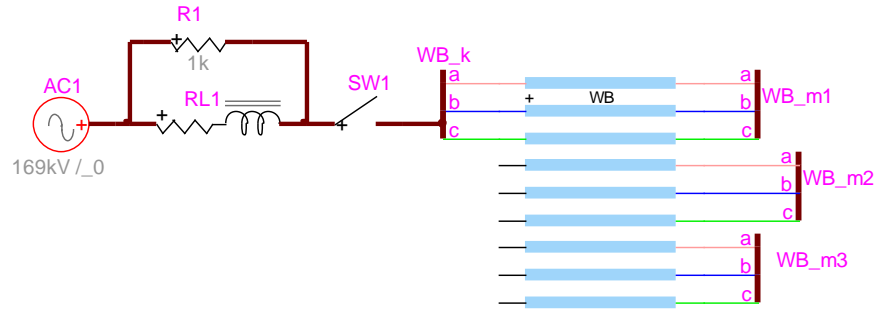 R1
+
1k
AC1
+
169kV /_0
RL1
+
SW1
+
WB_k
a
b
c
+
WB
a
b
c
WB_m1
a
b
c
WB_m2
a
b
c
WB_m3